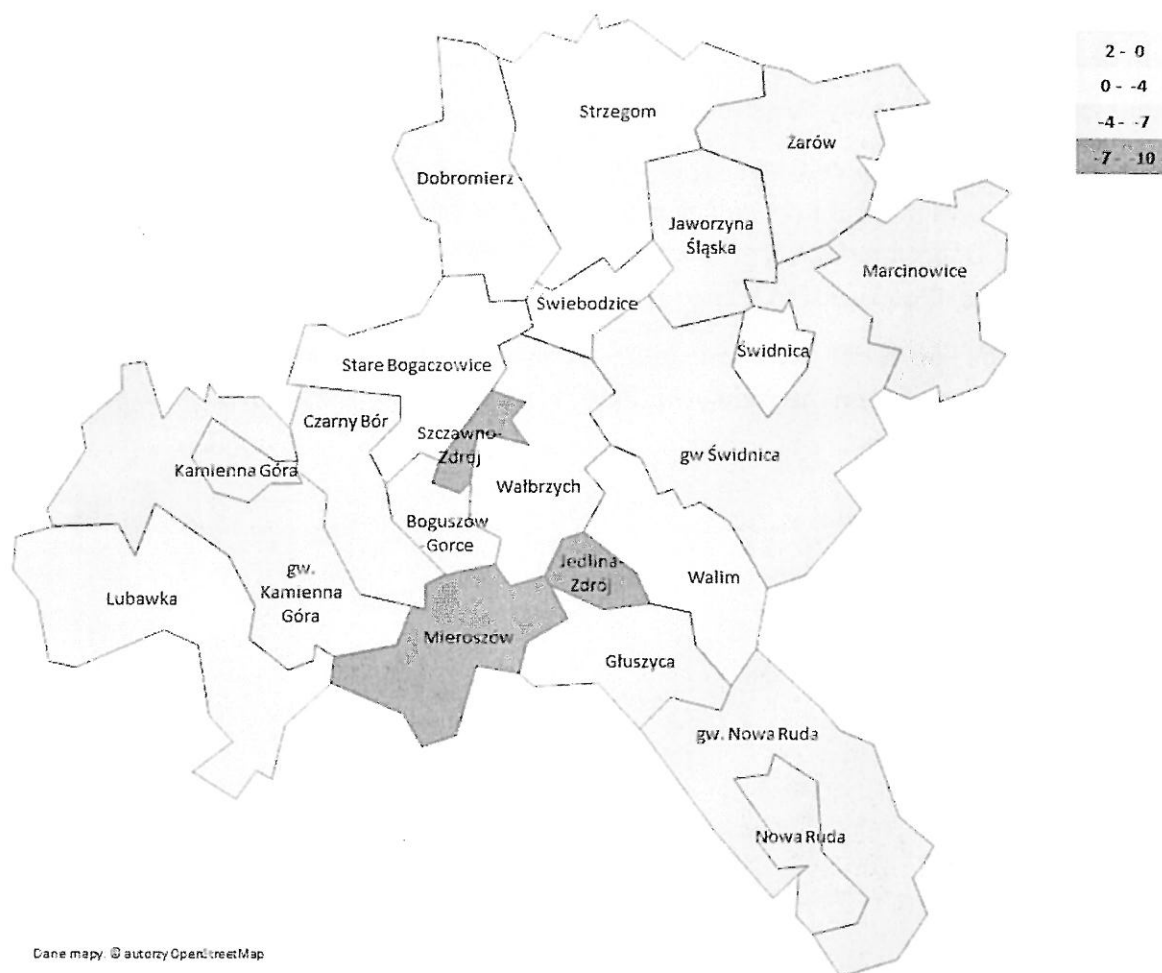 2 - 0
0 - -4
-4 - -7
-7 - -10
Strzegom
Żarów
Dobromierz
Jaworzyna
Śląska
Marcinowice
Świebodzice
Świdnica
Stare Bogaczowice
Czarny Bór
Szczawno-
Zdrój
gw Świdnica
Kamienna Góra
Wałbrzych
Boguszów
Gorce
Jedlina-
Zdrój
Walim
gw.
Kamienna
Góra
Lubawka
Mieroszów
Głuszyca
gw. Nowa Ruda
Nowa Ruda
Dane mapy: © autorzy OpenStreetMap